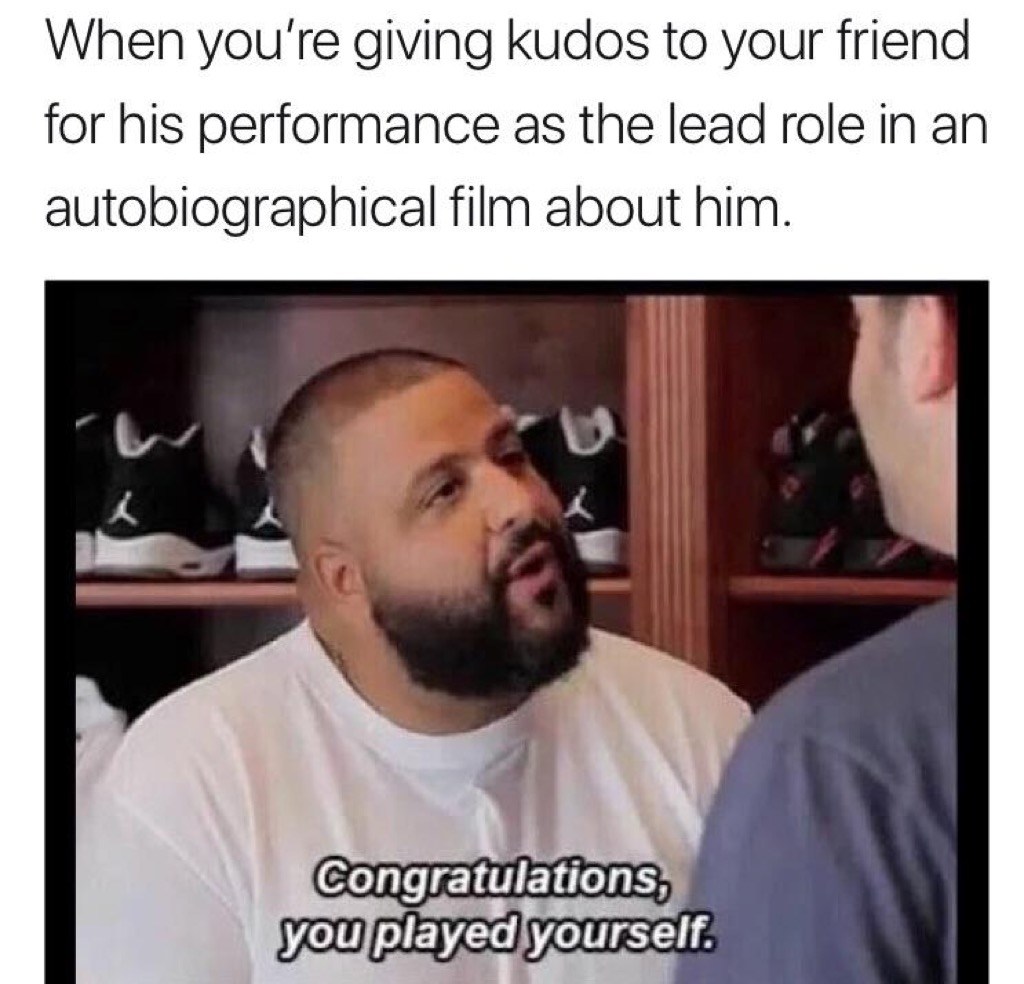 When you're giving kudos to your friend
for his performance as the lead role in an
autobiographical film about him.
Congratulations,
you played yourself.